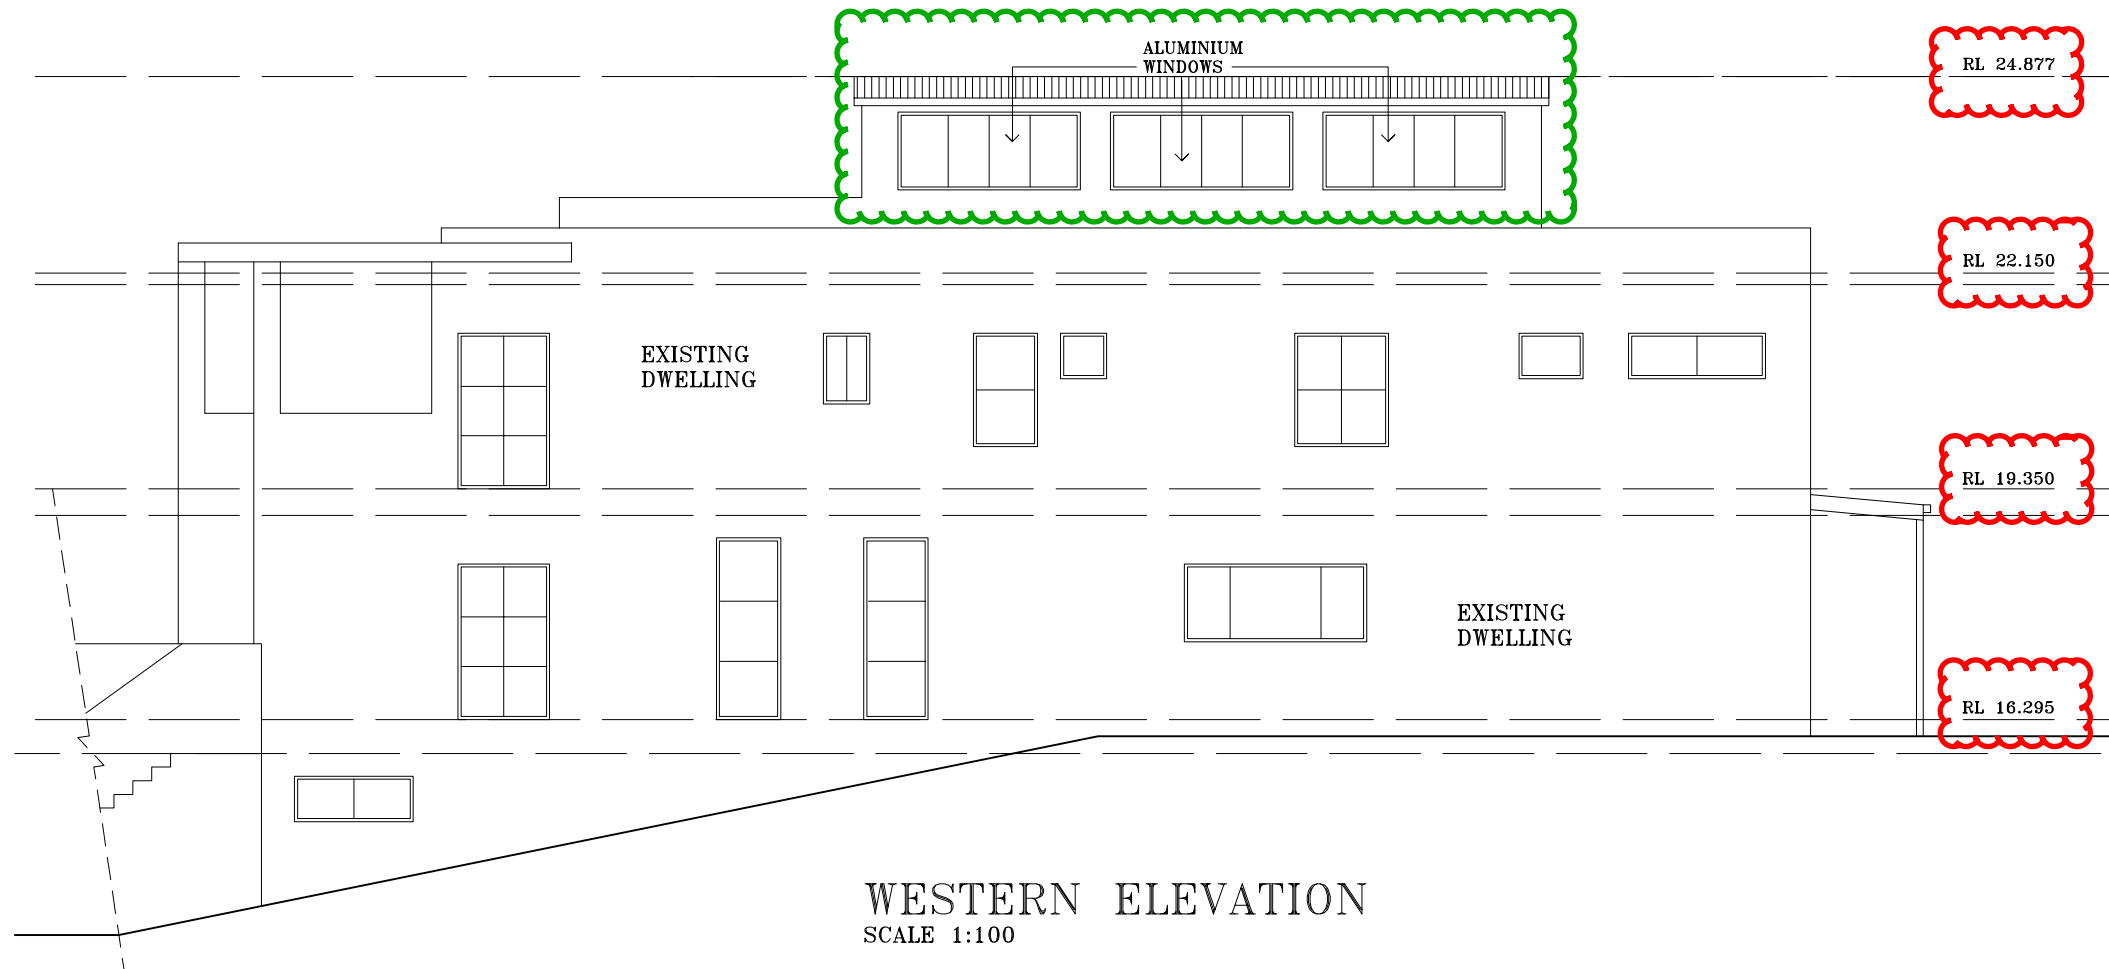 ALUMINIUM
WINDOWS
RL 24.877
RL 22.150
EXISTING
DWELLING
RL 19.350
EXISTING
DWELLING
RL 16.295
WESTERN ELEVATION
SCALE 1:100